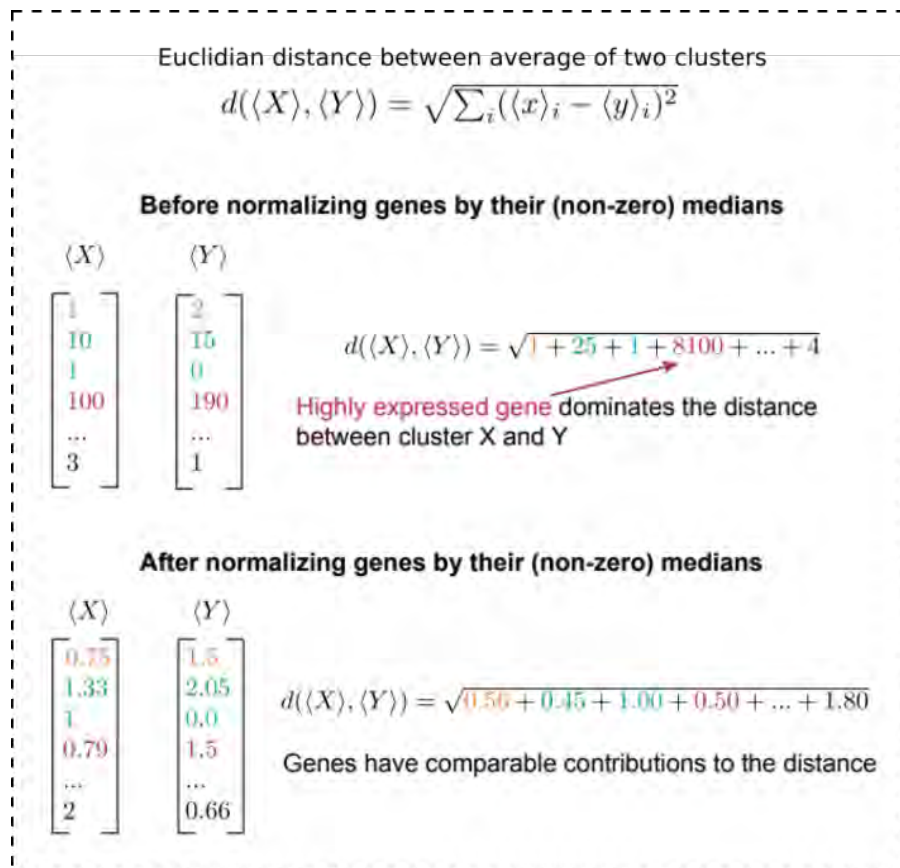 Euclidian distance between average of two clusters
d(⟨X⟩, ⟨Y⟩) = √∑ᵢ(⟨x⟩ᵢ − ⟨y⟩ᵢ)²
Before normalizing genes by their (non-zero) medians
⟨X⟩ ⟨Y⟩
1 2
10 15
d(⟨X⟩, ⟨Y⟩) = √1 + 25 + 1 + 8100 + ... + 4
1 0
100 190
Highly expressed gene dominates the distance
between cluster X and Y
... ...
3 1
After normalizing genes by their (non-zero) medians
⟨X⟩ ⟨Y⟩
0.75 1.5
1.33 2.05
d(⟨X⟩, ⟨Y⟩) = √0.56 + 0.45 + 1.00 + 0.50 + ... + 1.80
1 0.0
0.79 1.5
Genes have comparable contributions to the distance
... ...
2 0.66